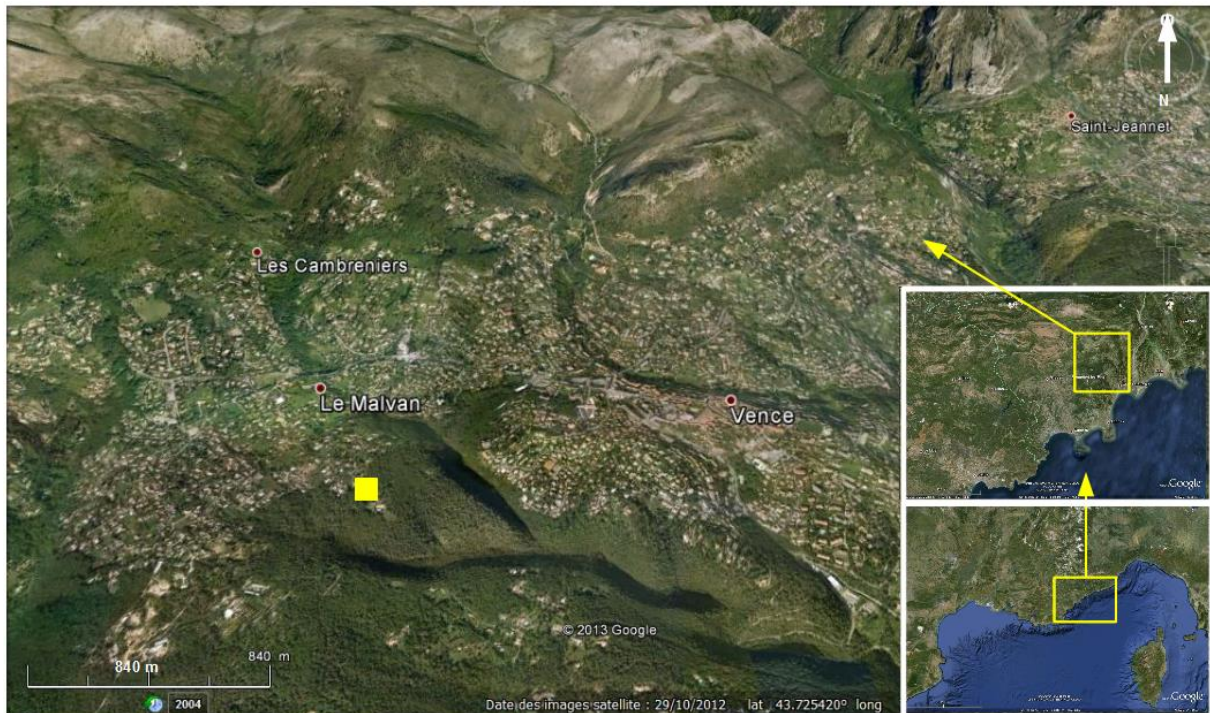 N
Saint-Jeannet
Les Cambreniers
Le Malvan
Vence
Google
Google
© 2013 Google
840 m
840 m
2004
Date des images satellite : 29/10/2012 lat 43.725420° long